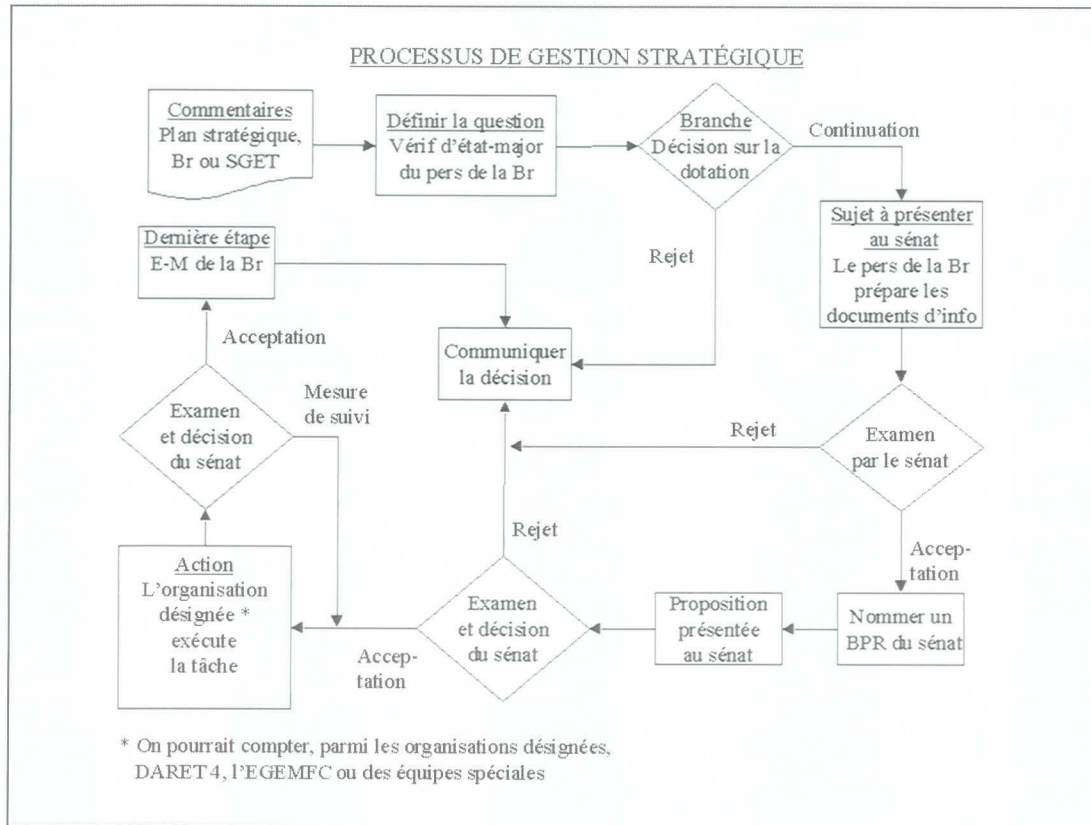 PROCESSUS DE GESTION STRATÉGIQUE
Commentaires
Plan stratégique,
Br ou SGET
Définir la question
Vérif d'état-major
du pers de la Br
Branche
Décision sur la
dotation
Continuation
Sujet à présenter
au sénat
Le pers de la Br
prépare les
documents d'info
Rejet
Dernière étape
E-M de la Br
Acceptation
Communiquer
la décision
Mesure
de suivi
Examen
et décision
du sénat
Rejet
Examen
par le sénat
Rejet
Accep-
tation
Action
L'organisation
désignée *
exécute
la tâche
Accep-
tation
Examen
et décision
du sénat
Proposition
présentée
au sénat
Nommer un
BPR du sénat
* On pourrait compter, parmi les organisations désignées,
DARET 4, l'EGEMFC ou des équipes spéciales